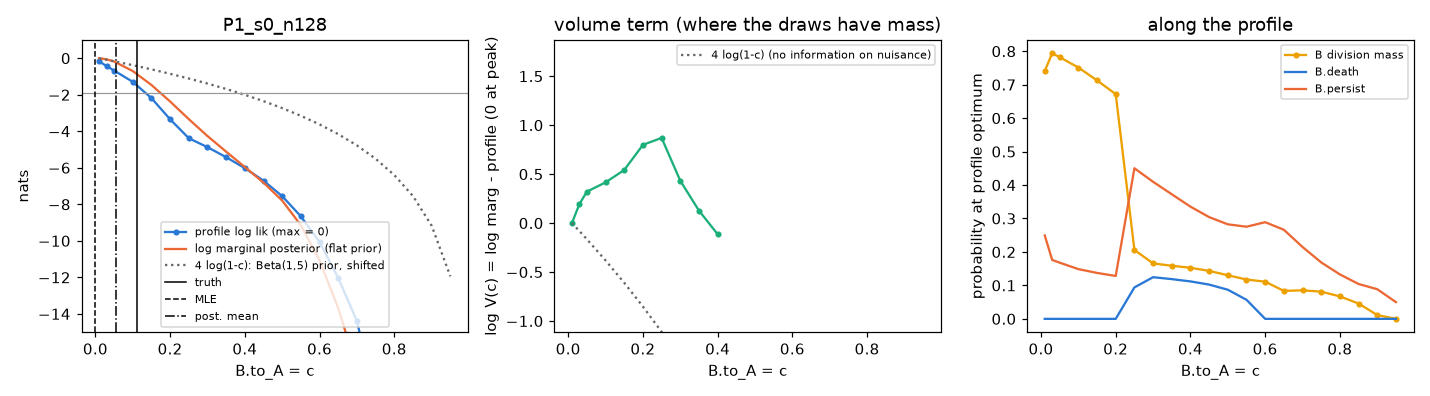 P1_s0_n128
nats
0
−2
−4
−6
−8
−10
−12
−14
profile log lik (max = 0)
log marginal posterior (flat prior)
4 log(1-c): Beta(1,5) prior, shifted
truth
MLE
post. mean
0.0 0.2 0.4 0.6 0.8
B.to_A = c
volume term (where the draws have mass)
log V(c) = log marg - profile (0 at peak)
1.5
1.0
0.5
0.0
−0.5
−1.0
4 log(1-c) (no information on nuisance)
0.0 0.2 0.4 0.6 0.8
B.to_A = c
along the profile
probability at profile optimum
0.8
0.7
0.6
0.5
0.4
0.3
0.2
0.1
0.0
B division mass
B.death
B.persist
0.0 0.2 0.4 0.6 0.8
B.to_A = c